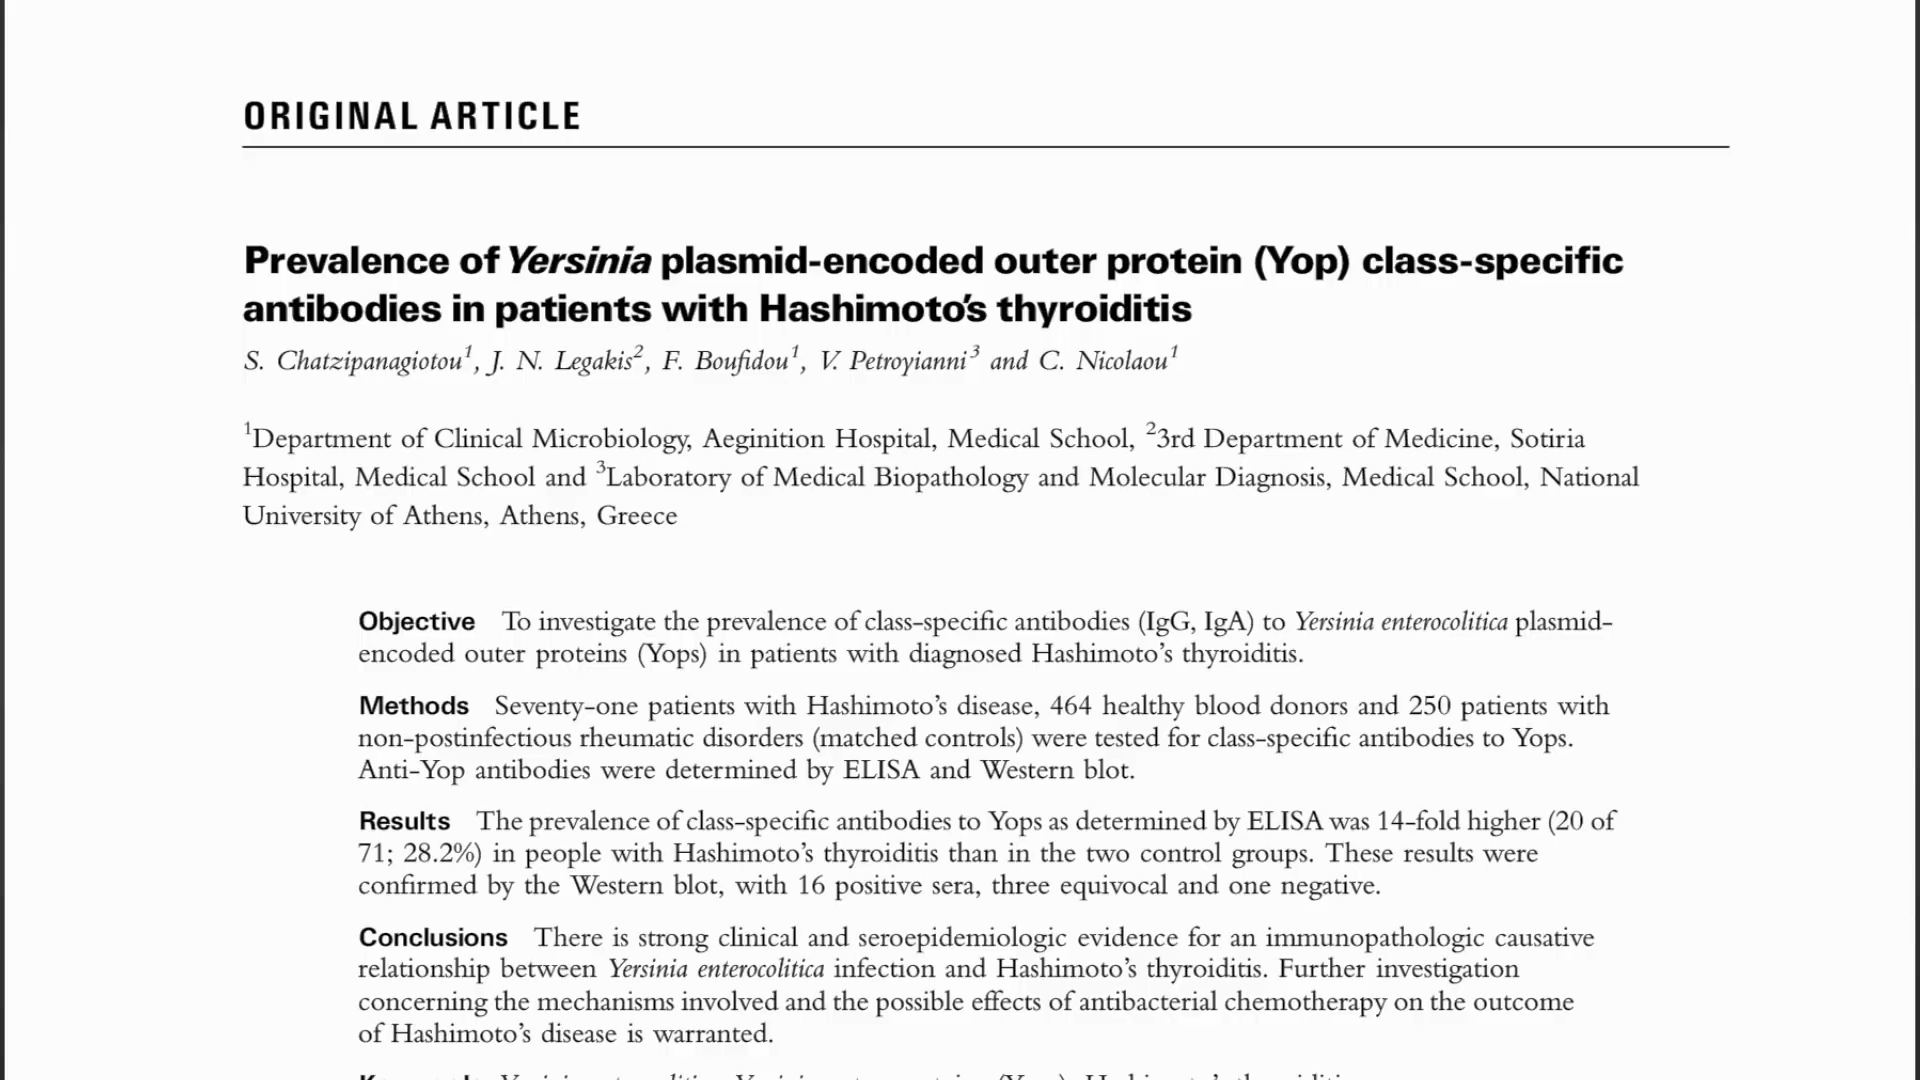 ORIGINAL ARTICLE
Prevalence of Yersinia plasmid-encoded outer protein (Yop) class-specific
antibodies in patients with Hashimoto's thyroiditis
S. Chatzipanagiotou1, J. N. Legakis2, F. Boufidou1, V. Petroyianni3 and C. Nicolaou1
1Department of Clinical Microbiology, Aeginition Hospital, Medical School, 23rd Department of Medicine, Sotiria
Hospital, Medical School and 3Laboratory of Medical Biopathology and Molecular Diagnosis, Medical School, National
University of Athens, Athens, Greece
Objective To investigate the prevalence of class-specific antibodies (IgG, IgA) to Yersinia enterocolitica plasmid-
encoded outer proteins (Yops) in patients with diagnosed Hashimoto's thyroiditis.
Methods Seventy-one patients with Hashimoto's disease, 464 healthy blood donors and 250 patients with
non-postinfectious rheumatic disorders (matched controls) were tested for class-specific antibodies to Yops.
Anti-Yop antibodies were determined by ELISA and Western blot.
Results The prevalence of class-specific antibodies to Yops as determined by ELISA was 14-fold higher (20 of
71; 28.2%) in people with Hashimoto's thyroiditis than in the two control groups. These results were
confirmed by the Western blot, with 16 positive sera, three equivocal and one negative.
Conclusions There is strong clinical and seroepidemiologic evidence for an immunopathologic causative
relationship between Yersinia enterocolitica infection and Hashimoto's thyroiditis. Further investigation
concerning the mechanisms involved and the possible effects of antibacterial chemotherapy on the outcome
of Hashimoto's disease is warranted.